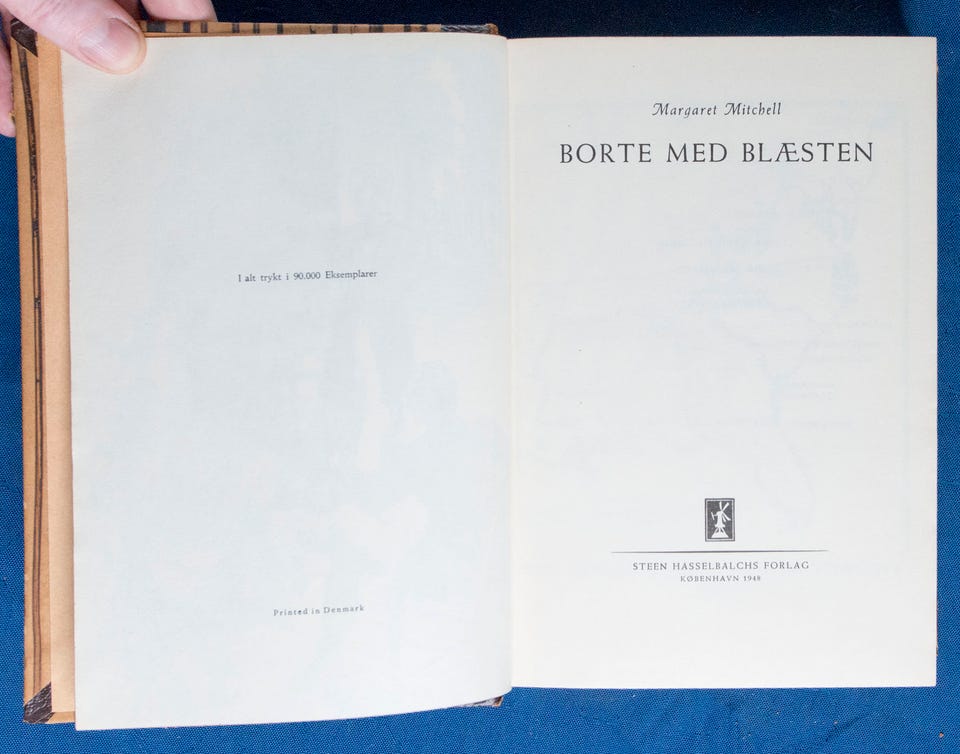 I alt trykt i 90.000 Eksemplarer
Printed in Denmark
Margaret Mitchell
BORTE MED BLÆSTEN
STEEN HASSELBALCHS FORLAG
KØBENHAVN 1948